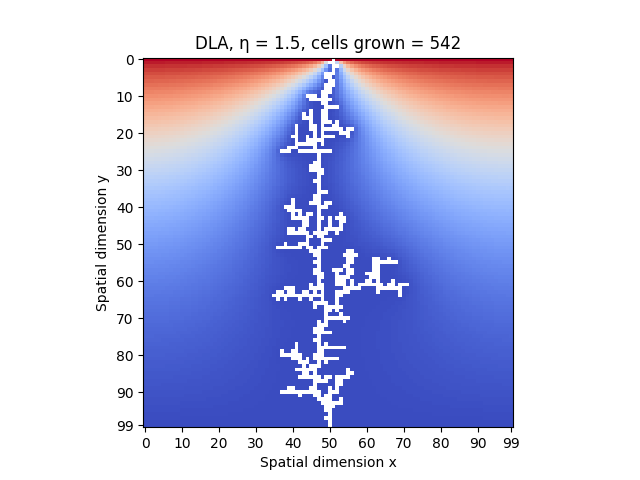 DLA, η = 1.5, cells grown = 542
0
10
20
30
40
50
60
70
80
90
99
Spatial dimension y
0 10 20 30 40 50 60 70 80 90 99
Spatial dimension x